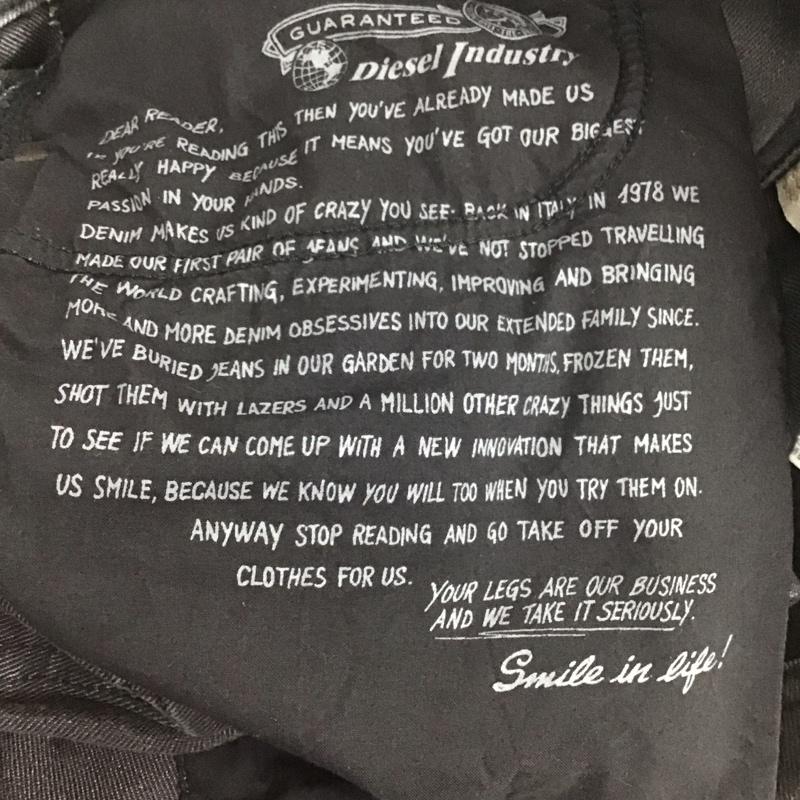 GUARANTEED
Diesel Industry
DEAR READER,
IF YOU'RE READING THIS THEN YOU'VE ALREADY MADE US
REALLY HAPPY BECAUSE IT MEANS YOU'VE GOT OUR BIGGEST
PASSION IN YOUR HANDS.
DENIM MAKES US KIND OF CRAZY YOU SEE. BACK IN ITALY IN 1978 WE
MADE OUR FIRST PAIR OF JEANS AND WE'VE NOT STOPPED TRAVELLING
THE WORLD CRAFTING, EXPERIMENTING, IMPROVING AND BRINGING
MORE AND MORE DENIM OBSESSIVES INTO OUR EXTENDED FAMILY SINCE.
WE'VE BURIED JEANS IN OUR GARDEN FOR TWO MONTHS, FROZEN THEM,
SHOT THEM WITH LAZERS AND A MILLION OTHER CRAZY THINGS JUST
TO SEE IF WE CAN COME UP WITH A NEW INNOVATION THAT MAKES
US SMILE, BECAUSE WE KNOW YOU WILL TOO WHEN YOU TRY THEM ON.
ANYWAY STOP READING AND GO TAKE OFF YOUR
CLOTHES FOR US.
YOUR LEGS ARE OUR BUSINESS
AND WE TAKE IT SERIOUSLY.
Smile in life!